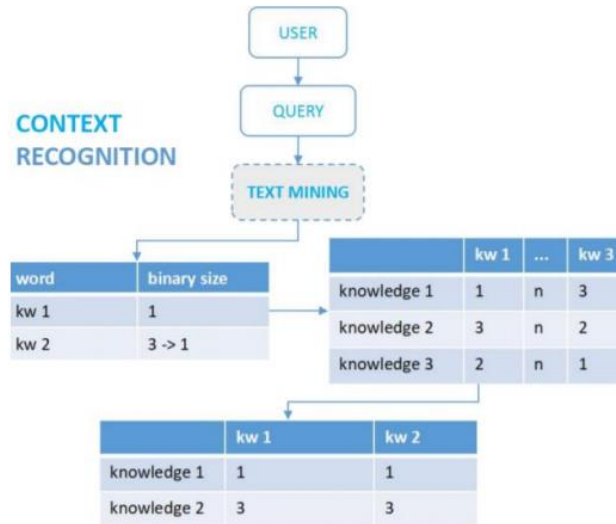 USER
QUERY
CONTEXT
RECOGNITION
TEXT MINING
word binary size
kw 1 1
kw 2 3 -> 1
kw 1 ... kw 3
knowledge 1 1 n 3
knowledge 2 3 n 2
knowledge 3 2 n 1
kw 1 kw 2
knowledge 1 1 1
knowledge 2 3 3